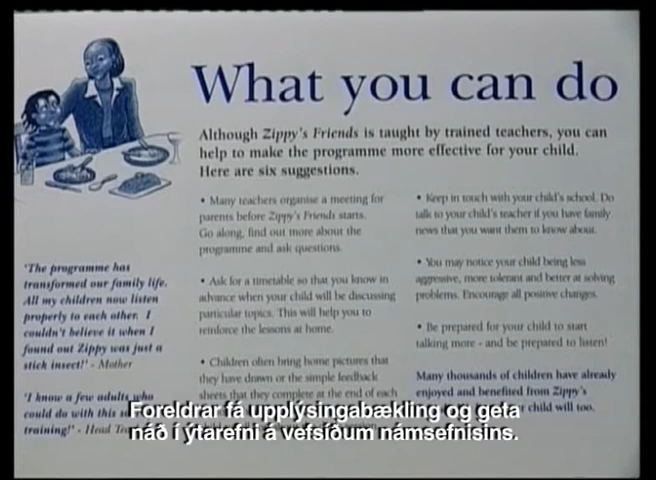 What you can do
Although Zippy's Friends is taught by trained teachers, you can
help to make the programme more effective for your child.
Here are six suggestions.
• Many teachers organise a meeting for
parents before Zippy's Friends starts.
Go along, find out more about the
programme and ask questions.
• Ask for a timetable so that you know in
advance when your child will be discussing
particular topics. This will help you to
reinforce the lessons at home.
• Children often bring home pictures that
they have drawn or the simple feedback
sheets that they complete at the end of each
• Keep in touch with your child's school. Do
talk to your child's teacher if you have family
news that you want them to know about.
• You may notice your child being less
aggressive, more tolerant and better at solving
problems. Encourage all positive changes.
• Be prepared for your child to start
talking more - and be prepared to listen!
Many thousands of children have already
enjoyed and benefited from Zippy's
child will too.
'The programme has
transformed our family life.
All my children now listen
properly to each other. I
couldn't believe it when I
found out Zippy was just a
stick insect!' - Mother
'I know a few adults who
could do with this
training!' - Head
Foreldrar fá upplýsingabækling og geta
náð í ýtarefni á vefsíðum námsefnisins.